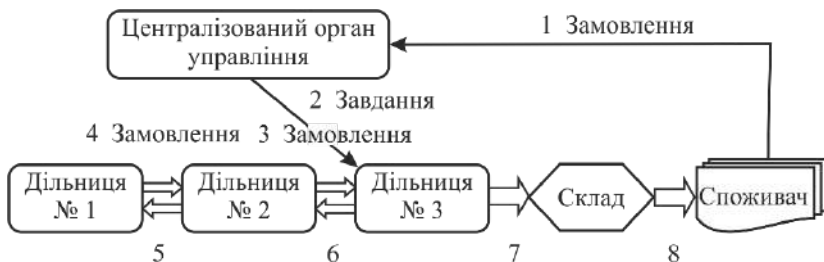 Централізований орган
управління
1 Замовлення
2 Завдання
4 Замовлення 3 Замовлення
Дільниця
№ 1
Дільниця
№ 2
Дільниця
№ 3
Склад
Споживач
5
6
7
8